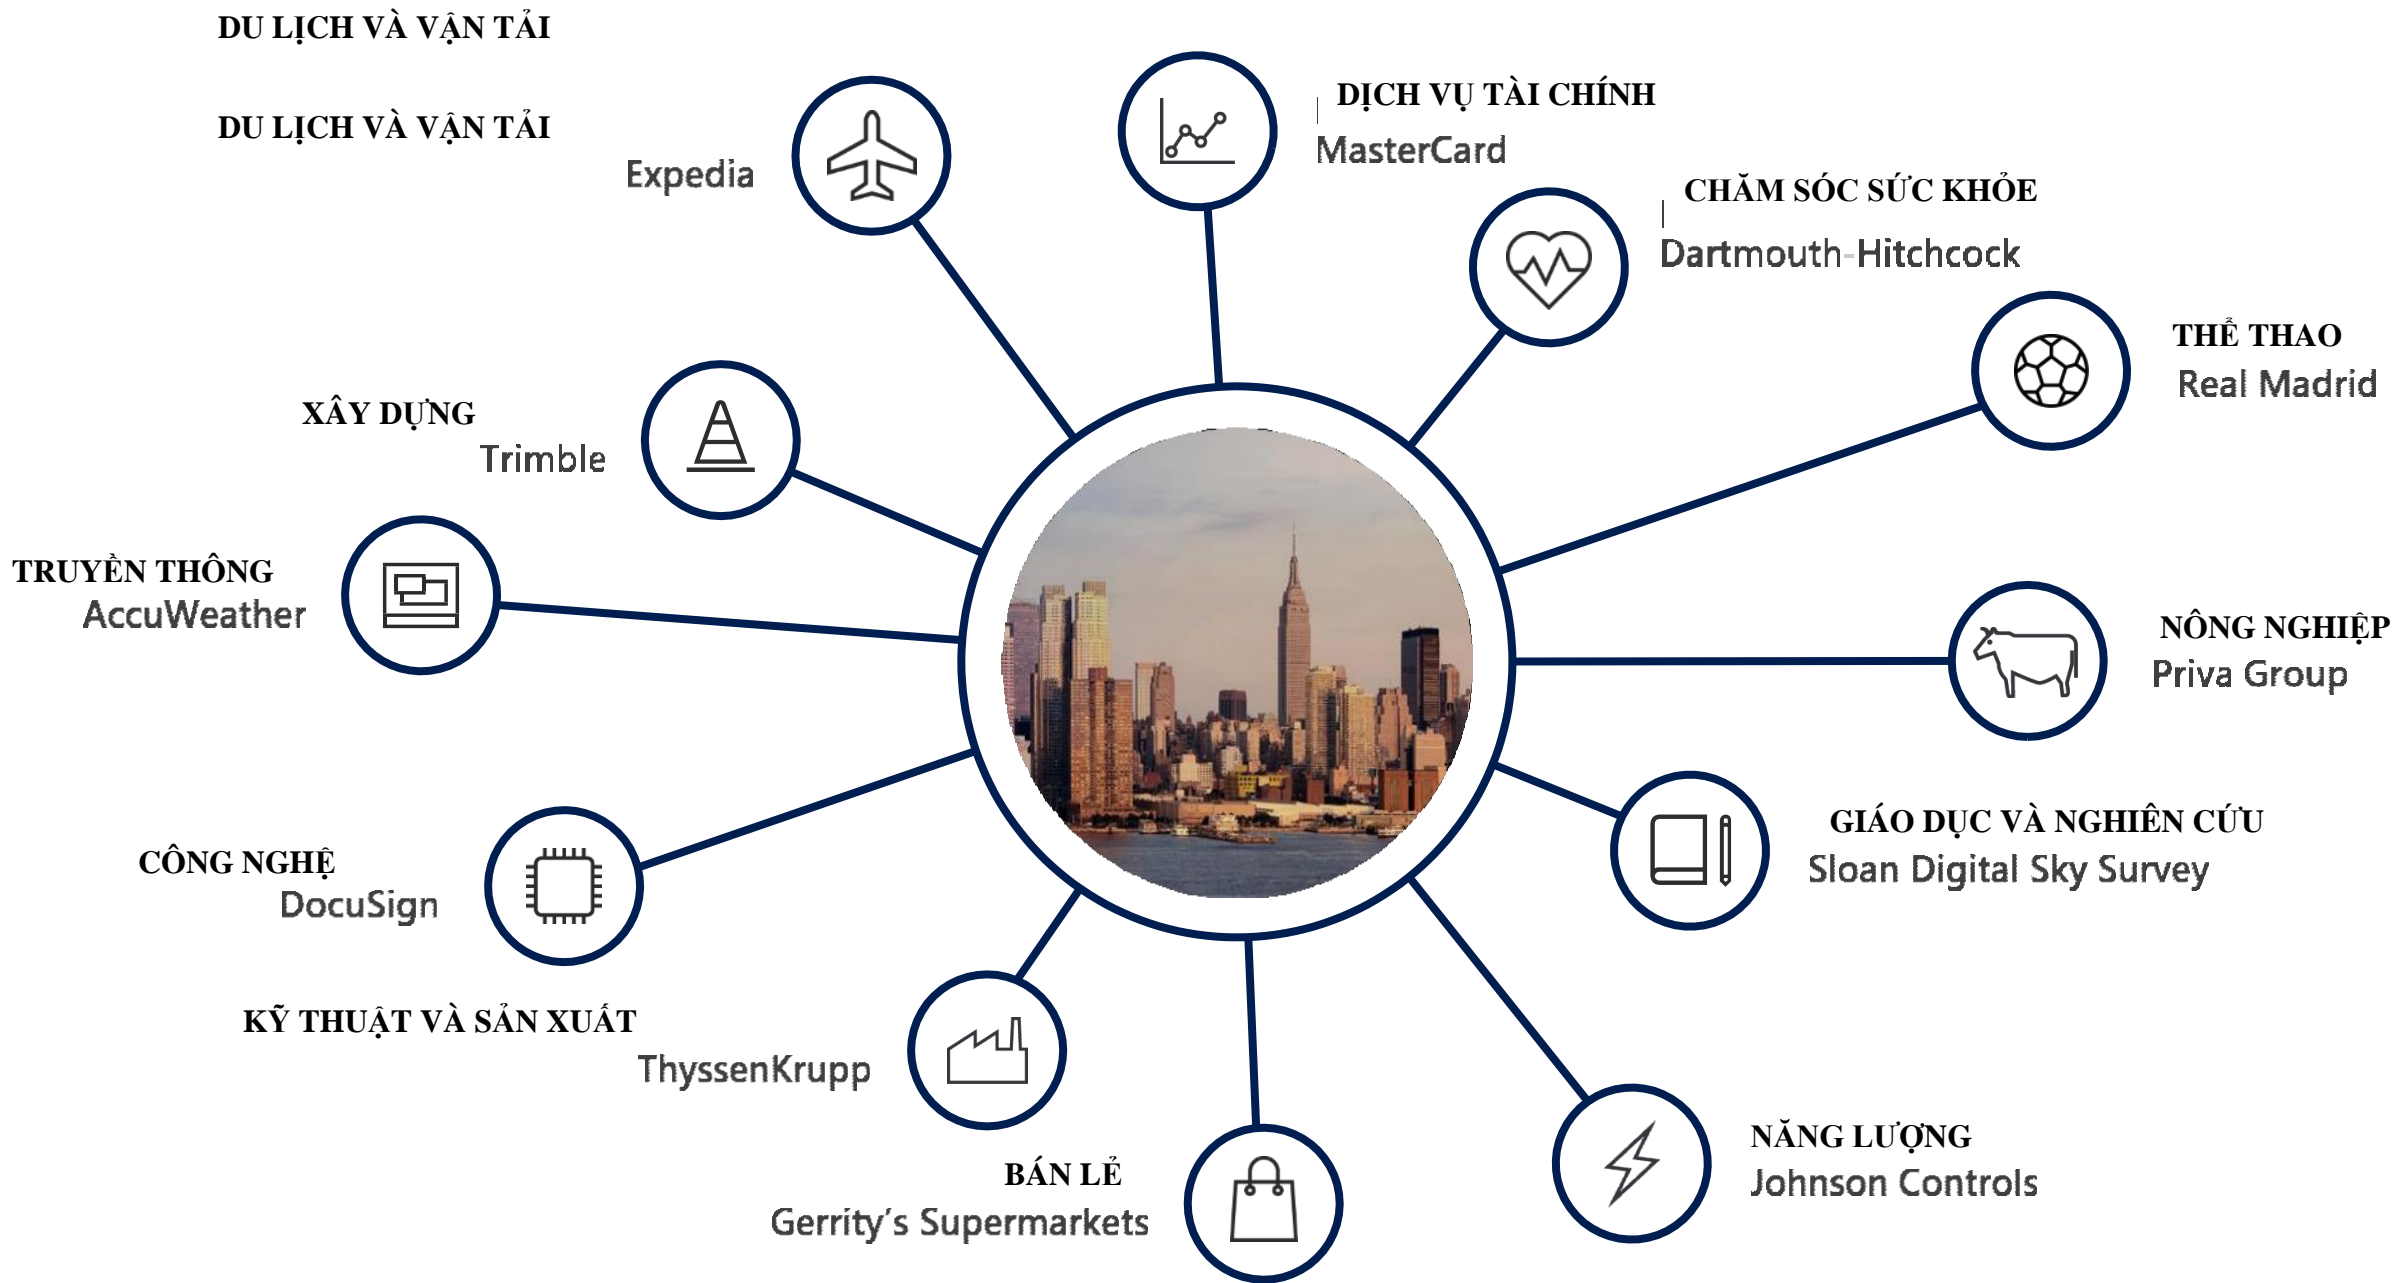 DU LỊCH VÀ VẬN TẢI
DU LỊCH VÀ VẬN TẢI
Expedia
DỊCH VỤ TÀI CHÍNH
MasterCard
CHĂM SÓC SỨC KHỎE
Dartmouth-Hitchcock
THỂ THAO
Real Madrid
XÂY DỰNG
Trimble
TRUYỀN THÔNG
AccuWeather
NÔNG NGHIỆP
Priva Group
GIÁO DỤC VÀ NGHIÊN CỨU
Sloan Digital Sky Survey
CÔNG NGHỆ
DocuSign
KỸ THUẬT VÀ SẢN XUẤT
ThyssenKrupp
NĂNG LƯỢNG
Johnson Controls
BÁN LẺ
Gerrity's Supermarkets